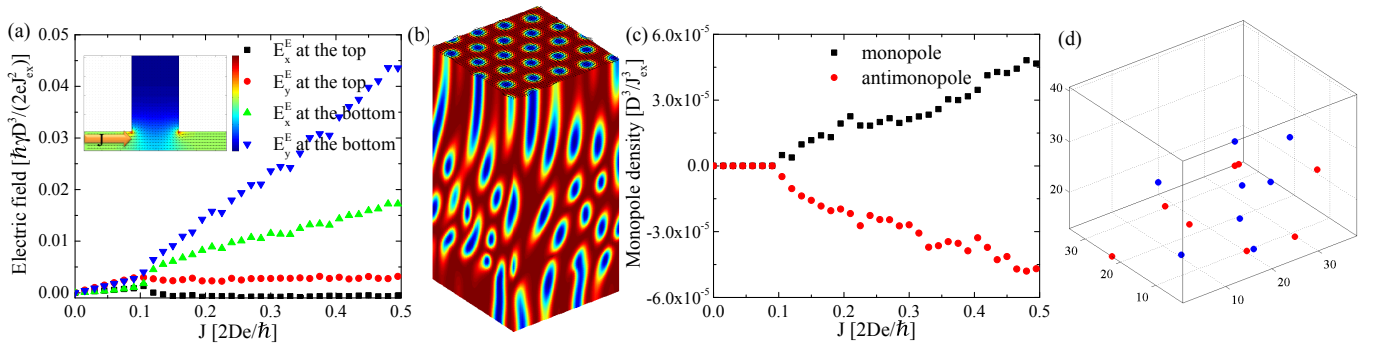 (a)
Electric field [ħγD³/(2eJ²ₑₓ)]
0.05
0.04
0.03
0.02
0.01
0.00
0.0 0.1 0.2 0.3 0.4 0.5
J [2De/ħ]
E_x^E at the top
E_y^E at the top
E_x^E at the bottom
E_y^E at the bottom
J
(b)
(c)
Monopole density [D³/J³ₑₓ]
6.0x10⁻⁵
3.0x10⁻⁵
0.0
-3.0x10⁻⁵
-6.0x10⁻⁵
0.0 0.1 0.2 0.3 0.4 0.5
J [2De/ħ]
monopole
antimonopole
(d)
40
30
20
30
20
10
10
20
30